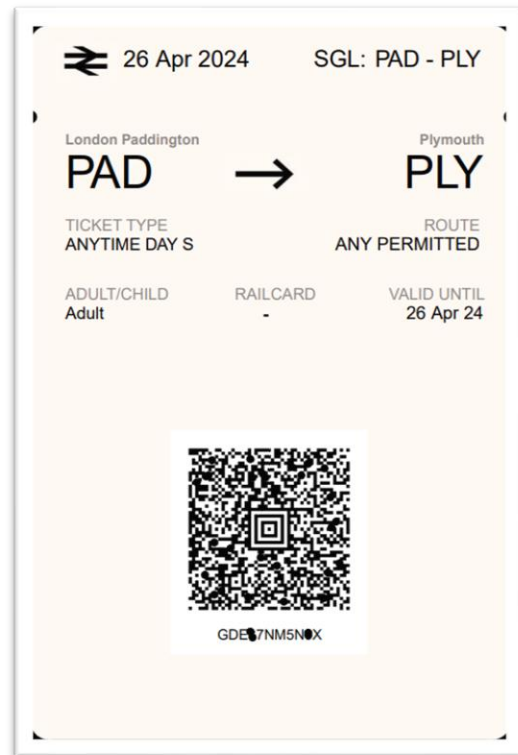 26 Apr 2024 SGL: PAD - PLY
London Paddington Plymouth
PAD → PLY
TICKET TYPE ROUTE
ANYTIME DAY S ANY PERMITTED
ADULT/CHILD RAILCARD VALID UNTIL
Adult - 26 Apr 24